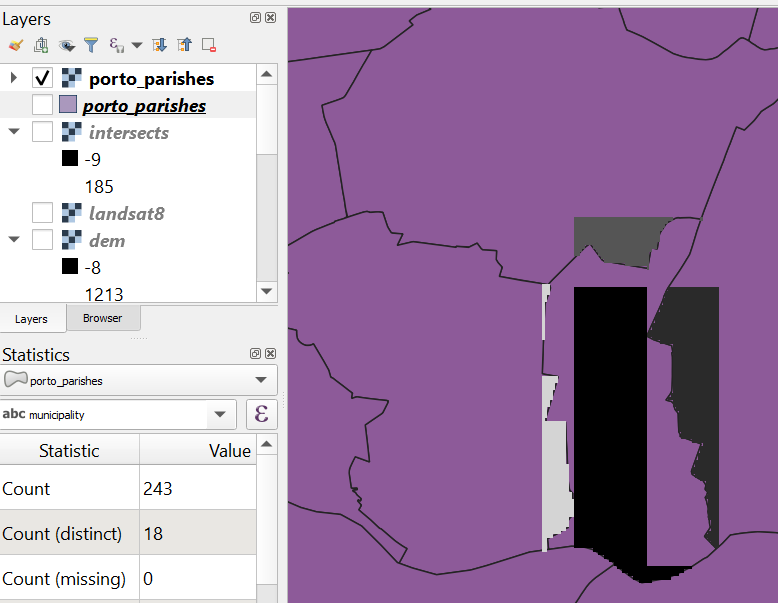 Layers
ε
porto_parishes
porto_parishes
intersects
-9
185
landsat8
dem
-8
1213
Layers Browser
Statistics
porto_parishes
abc municipality ε
Statistic Value
Count 243
Count (distinct) 18
Count (missing) 0